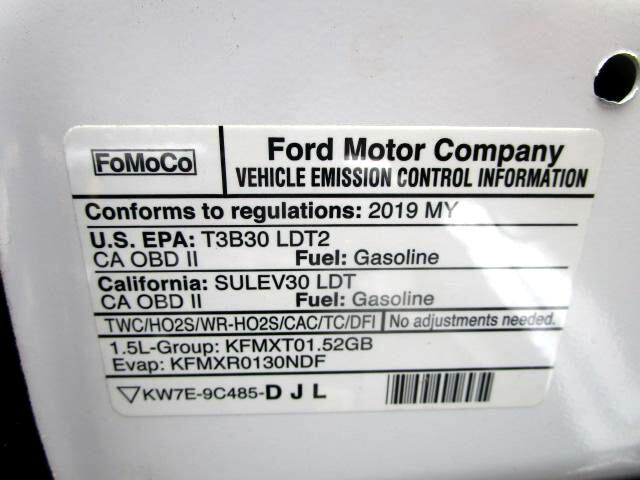 FoMoCo
Ford Motor Company
VEHICLE EMISSION CONTROL INFORMATION
Conforms to regulations: 2019 MY
U.S. EPA: T3B30 LDT2
CA OBD II Fuel: Gasoline
California: SULEV30 LDT
CA OBD II Fuel: Gasoline
TWC/HO2S/WR-HO2S/CAC/TC/DFI No adjustments needed.
1.5L-Group: KFMXT01.52GB
Evap: KFMXR0130NDF
KW7E-9C485-D J L